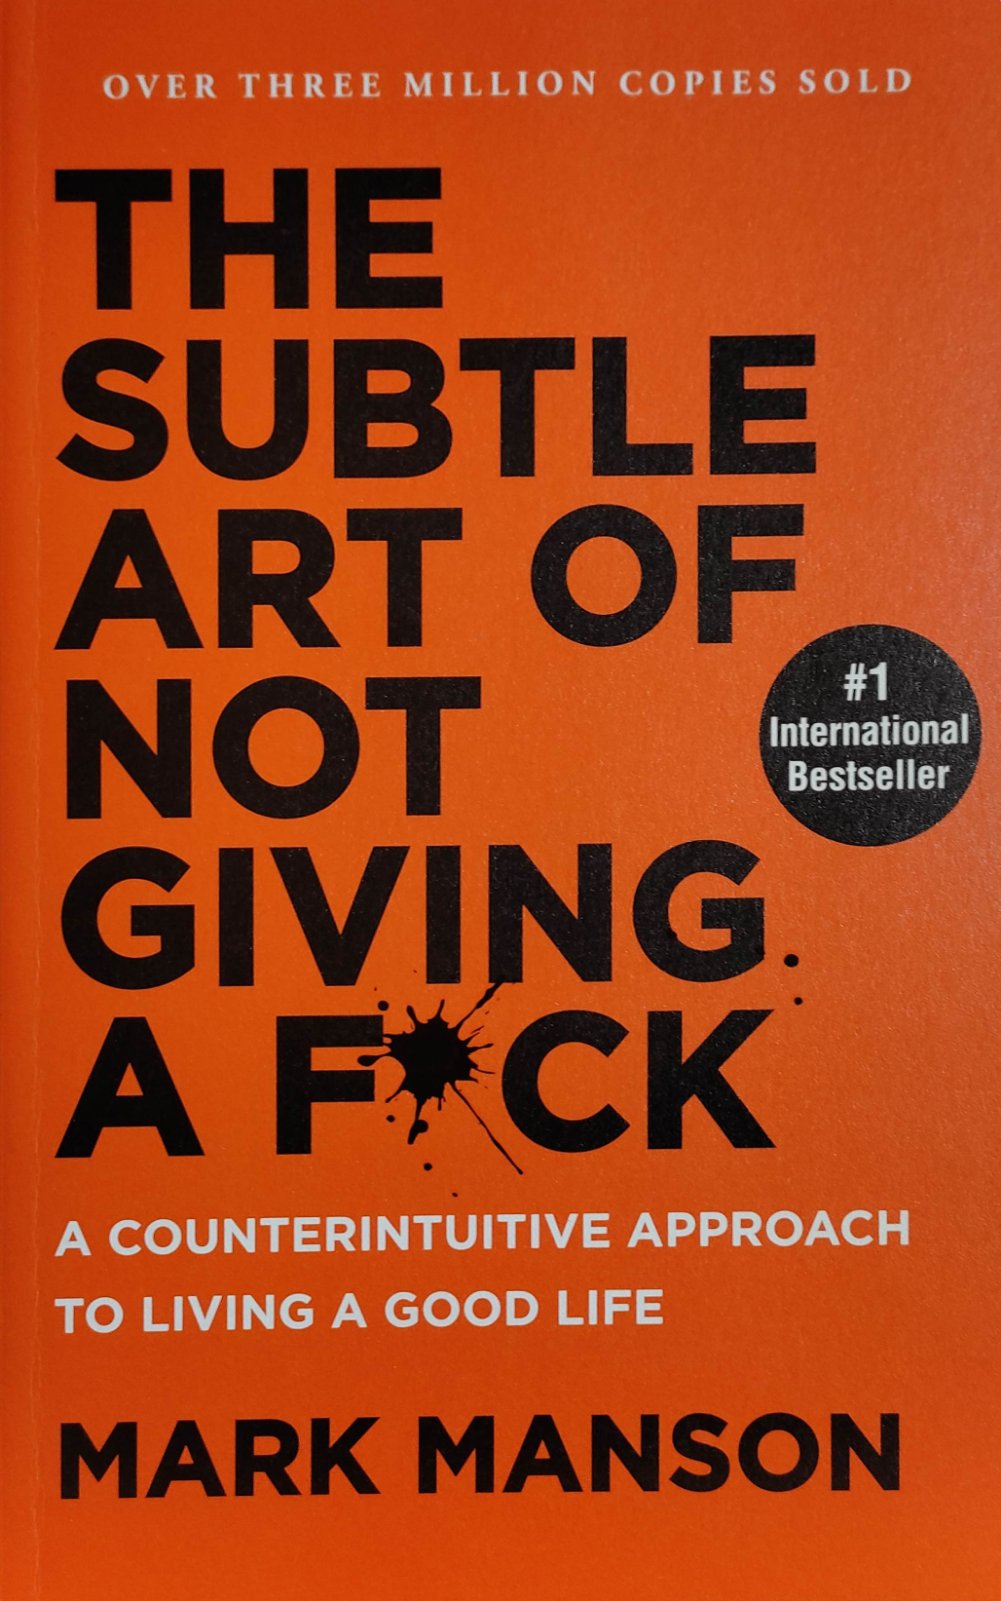 OVER THREE MILLION COPIES SOLD
THE
SUBTLE
ART OF
NOT
GIVING
A F*CK
#1
International
Bestseller
A COUNTERINTUITIVE APPROACH
TO LIVING A GOOD LIFE
MARK MANSON